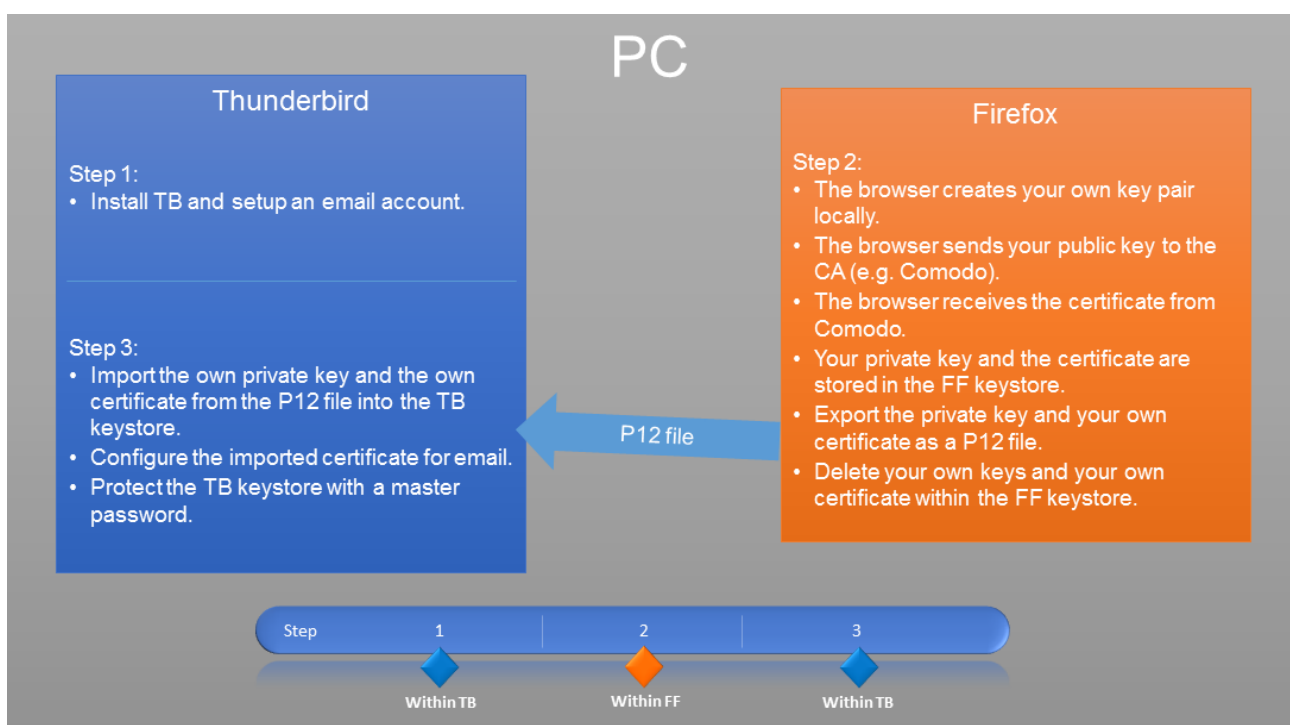 PC
Thunderbird
Step 1:
• Install TB and setup an email account.
Step 3:
• Import the own private key and the own
certificate from the P12 file into the TB
keystore.
• Configure the imported certificate for email.
• Protect the TB keystore with a master
password.
P12 file
Firefox
Step 2:
• The browser creates your own key pair
locally.
• The browser sends your public key to the
CA (e.g. Comodo).
• The browser receives the certificate from
Comodo.
• Your private key and the certificate are
stored in the FF keystore.
• Export the private key and your own
certificate as a P12 file.
• Delete your own keys and your own
certificate within the FF keystore.
Step 1 2 3
Within TB Within FF Within TB